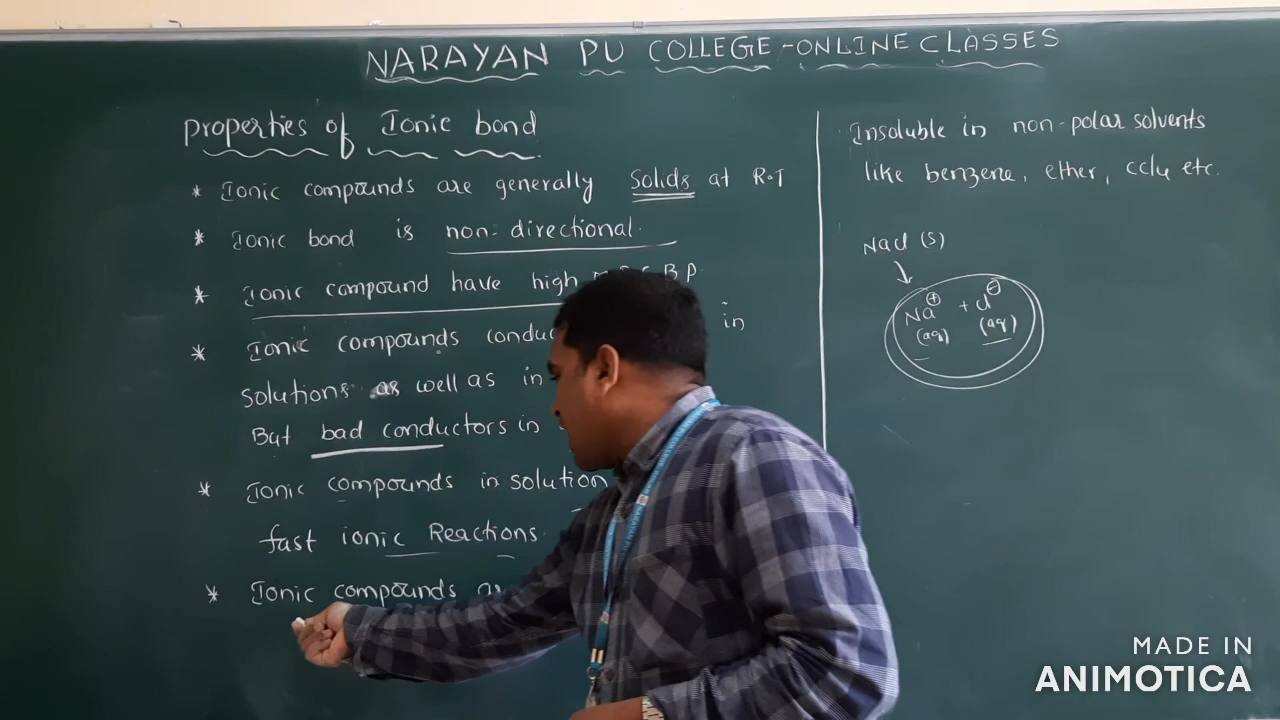 NARAYAN PU COLLEGE-ONLINE CLASSES
properties of Ionic bond
* Ionic compounds are generally Solids at R.T
* Ionic bond is non-directional.
* Ionic compound have high B.P.
* Ionic compounds in
solutions as well as in
But bad conductors in
* Ionic compounds in solution
fast ionic Reactions.
* Ionic compounds
Insoluble in non-polar solvents
like benzene, ether, ccl4 etc.
Nacl (s)
Na⊕ + cl⊖
(aq) (aq)
MADE IN
ANIMOTICA